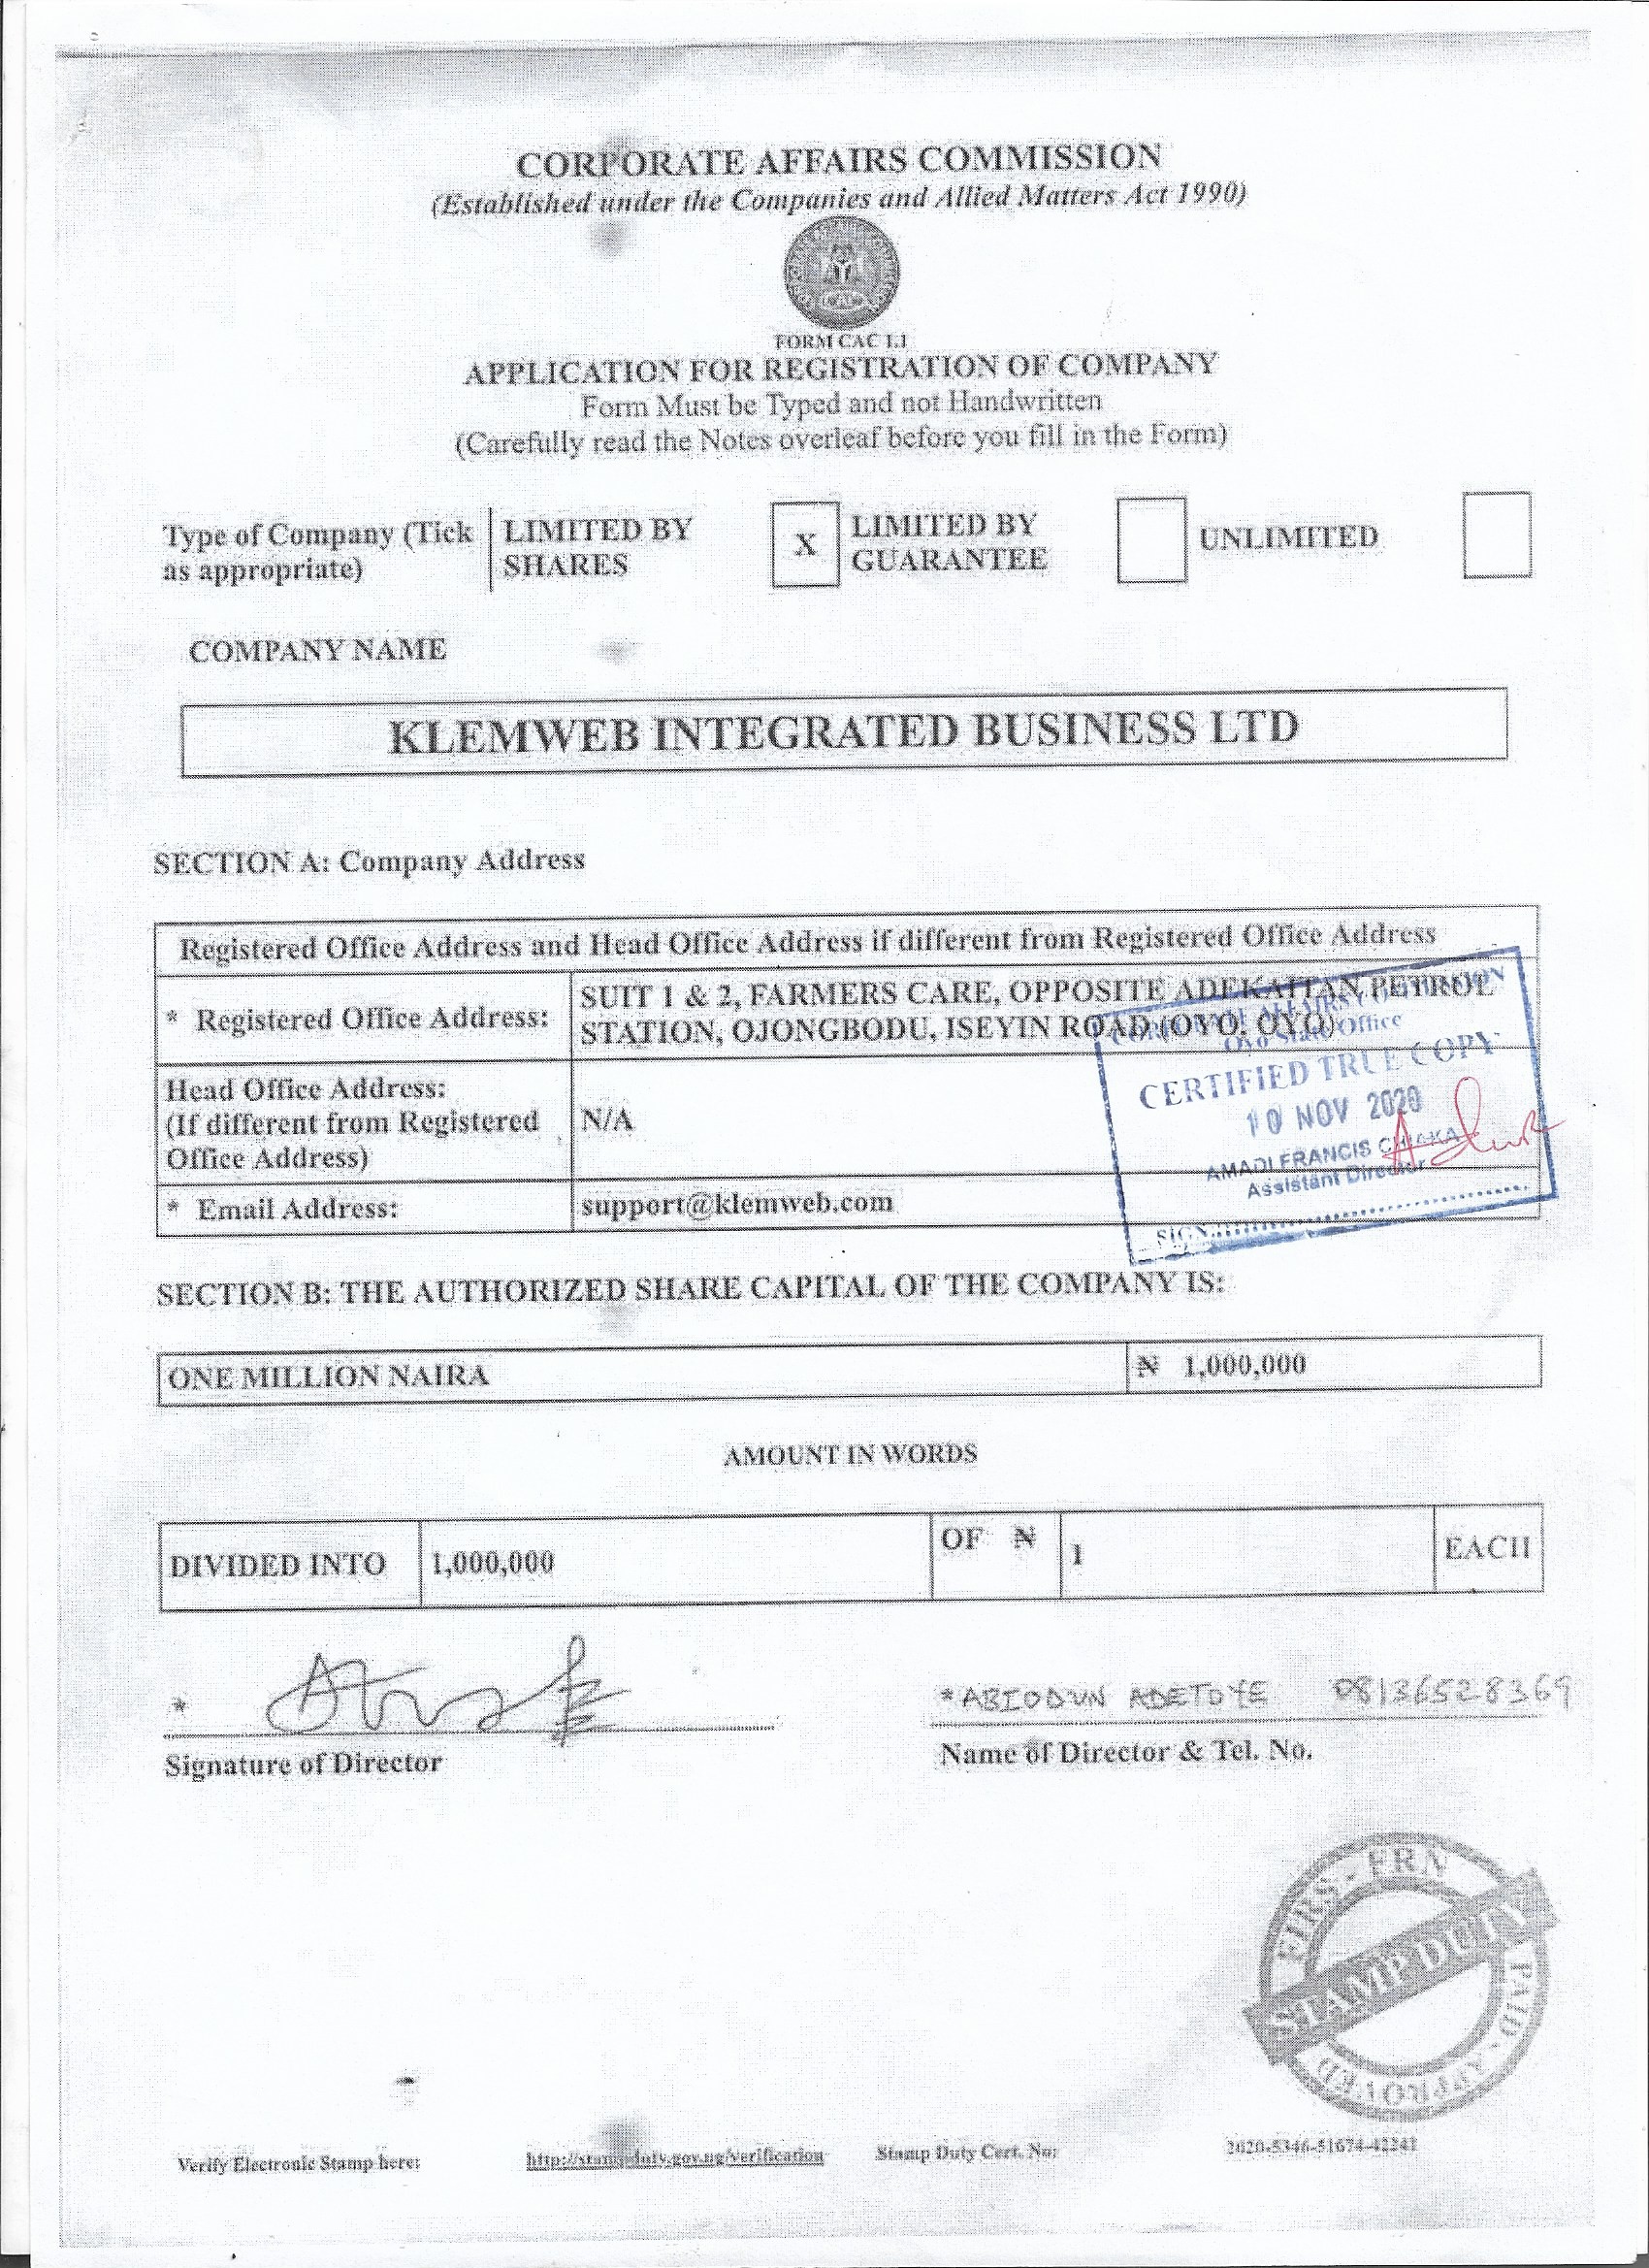 CORPORATE AFFAIRS COMMISSION
(Established under the Companies and Allied Matters Act 1990)
CAC
FORM CAC 1.1
APPLICATION FOR REGISTRATION OF COMPANY
Form Must be Typed and not Handwritten
(Carefully read the Notes overleaf before you fill in the Form)
Type of Company (Tick as appropriate) LIMITED BY SHARES X LIMITED BY GUARANTEE UNLIMITED
COMPANY NAME
KLEMWEB INTEGRATED BUSINESS LTD
SECTION A: Company Address
Registered Office Address and Head Office Address if different from Registered Office Address
* Registered Office Address:
SUIT 1 & 2, FARMERS CARE, OPPOSITE ADEKAITAN PETROL
STATION, OJONGBODU, ISEYIN ROAD (OYO, OYO)
Head Office Address:
(If different from Registered
Office Address)
N/A
* Email Address:
support@klemweb.com
CORPORATE AFFAIRS COMMISSION
Oyo State Office
CERTIFIED TRUE COPY
10 NOV 2020
AMADI FRANCIS CHIAKA
Assistant Director
SIGN
SECTION B: THE AUTHORIZED SHARE CAPITAL OF THE COMPANY IS:
ONE MILLION NAIRA ₦ 1,000,000
AMOUNT IN WORDS
DIVIDED INTO 1,000,000 OF ₦ 1 EACH
* 
Signature of Director
*ABIODUN ADETOYE 08136528369
Name of Director & Tel. No.
FIRS - FRN
STAMP DUTY
PAID - APPROVED
Verify Electronic Stamp here: http://stampduty.gov.ng/verification Stamp Duty Cert. No: 2020-5346-51674-42241